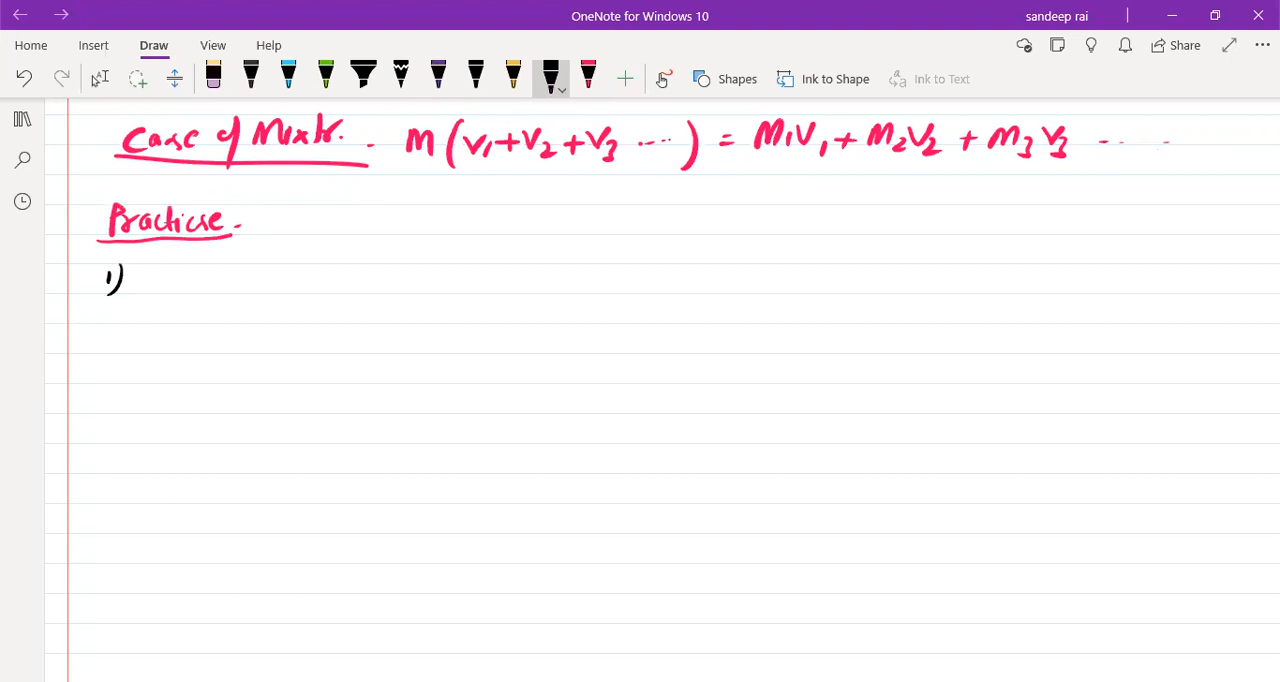 OneNote for Windows 10
sandeep rai
Home Insert Draw View Help
Share
Shapes Ink to Shape Ink to Text
Case of Mixtr. M(V1+V2+V3 ....) = M1V1 + M2V2 + M3V3 .....
Practice.
1)